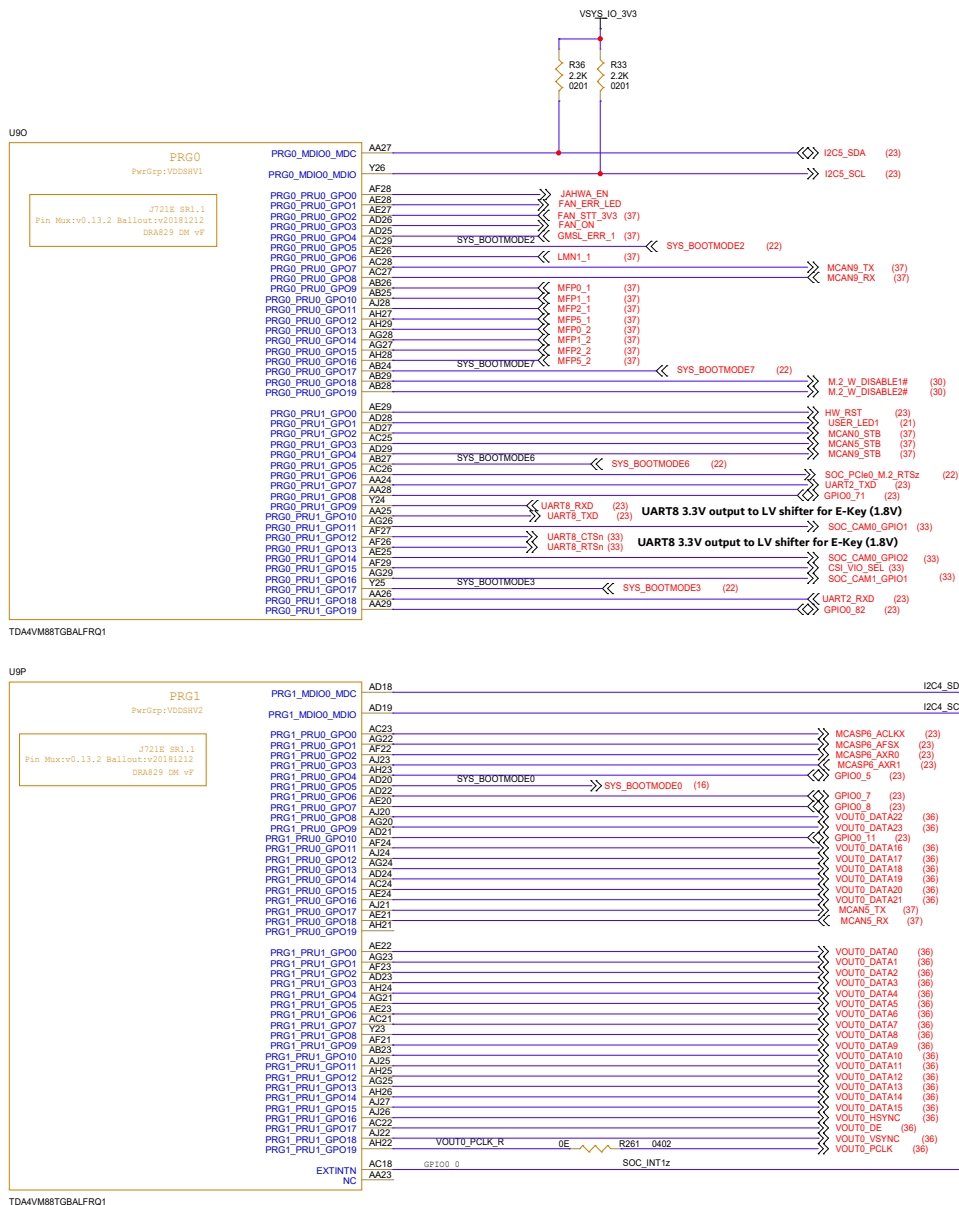 VSYS_IO_3V3
R36 R33
2.2K 2.2K
0201 0201
U9O
PRG0
PwrGrp:VDDSHV1
J721E SR1.1
Pin Mux:v0.13.2 Ballout:v20181212
DRA829 DM vF
PRG0_MDIO0_MDC AA27 I2C5_SDA (23)
PRG0_MDIO0_MDIO Y26 I2C5_SCL (23)
PRG0_PRU0_GPO0 AF28 JAHWA_EN
PRG0_PRU0_GPO1 AE28 FAN_ERR_LED
PRG0_PRU0_GPO2 AE27 FAN_STT_3V3 (37)
PRG0_PRU0_GPO3 AD26 FAN_ON
PRG0_PRU0_GPO4 AD25 GMSL_ERR_1 (37)
PRG0_PRU0_GPO5 AC29 SYS_BOOTMODE2 SYS_BOOTMODE2 (22)
PRG0_PRU0_GPO6 AE26 LMN1_1 (37)
PRG0_PRU0_GPO7 AC28 MCAN9_TX (37)
PRG0_PRU0_GPO8 AC27 MCAN9_RX (37)
PRG0_PRU0_GPO9 AB26 MFP0_1 (37)
PRG0_PRU0_GPO10 AB25 MFP1_1 (37)
PRG0_PRU0_GPO11 AJ28 MFP2_1 (37)
PRG0_PRU0_GPO12 AH27 MFP5_1 (37)
PRG0_PRU0_GPO13 AH29 MFP0_2 (37)
PRG0_PRU0_GPO14 AG28 MFP1_2 (37)
PRG0_PRU0_GPO15 AG27 MFP2_2 (37)
PRG0_PRU0_GPO16 AH28 MFP5_2 (37)
PRG0_PRU0_GPO17 AB24 SYS_BOOTMODE7 SYS_BOOTMODE7 (22)
PRG0_PRU0_GPO18 AB29 M.2_W_DISABLE1# (30)
PRG0_PRU0_GPO19 AB28 M.2_W_DISABLE2# (30)
PRG0_PRU1_GPO0 AE29 HW_RST (23)
PRG0_PRU1_GPO1 AD28 USER_LED1 (21)
PRG0_PRU1_GPO2 AD27 MCAN0_STB (37)
PRG0_PRU1_GPO3 AC25 MCAN5_STB (37)
PRG0_PRU1_GPO4 AD29 MCAN9_STB (37)
PRG0_PRU1_GPO5 AB27 SYS_BOOTMODE6 SYS_BOOTMODE6 (22)
PRG0_PRU1_GPO6 AC26 SOC_PCIe0_M.2_RTSz (22)
PRG0_PRU1_GPO7 AA24 UART2_TXD (23)
PRG0_PRU1_GPO8 AA28 GPIO0_71 (23)
PRG0_PRU1_GPO9 Y24 UART8_RXD (23)
PRG0_PRU1_GPO10 AA25 UART8_TXD (23) UART8 3.3V output to LV shifter for E-Key (1.8V)
PRG0_PRU1_GPO11 AG26 SOC_CAM0_GPIO1 (33)
PRG0_PRU1_GPO12 AF27 UART8_CTSn (33)
PRG0_PRU1_GPO13 AF26 UART8_RTSn (33) UART8 3.3V output to LV shifter for E-Key (1.8V)
PRG0_PRU1_GPO14 AE25 SOC_CAM0_GPIO2 (33)
PRG0_PRU1_GPO15 AF29 CSI_VIO_SEL (33)
PRG0_PRU1_GPO16 AG29 SOC_CAM1_GPIO1 (33)
PRG0_PRU1_GPO17 Y25 SYS_BOOTMODE3 SYS_BOOTMODE3 (22)
PRG0_PRU1_GPO18 AA26 UART2_RXD (23)
PRG0_PRU1_GPO19 AA29 GPIO0_82 (23)
TDA4VM88TGBALFRQ1
U9P
PRG1
PwrGrp:VDDSHV2
J721E SR1.1
Pin Mux:v0.13.2 Ballout:v20181212
DRA829 DM vF
PRG1_MDIO0_MDC AD18 I2C4_SD
PRG1_MDIO0_MDIO AD19 I2C4_SC
PRG1_PRU0_GPO0 AC23 MCASP6_ACLKX (23)
PRG1_PRU0_GPO1 AG22 MCASP6_AFSX (23)
PRG1_PRU0_GPO2 AF22 MCASP6_AXR0 (23)
PRG1_PRU0_GPO3 AJ23 MCASP6_AXR1 (23)
PRG1_PRU0_GPO4 AH23 GPIO0_5 (23)
PRG1_PRU0_GPO5 AD20 SYS_BOOTMODE0 SYS_BOOTMODE0 (16)
PRG1_PRU0_GPO6 AD22 GPIO0_7 (23)
PRG1_PRU0_GPO7 AE20 GPIO0_8 (23)
PRG1_PRU0_GPO8 AJ20 VOUT0_DATA22 (36)
PRG1_PRU0_GPO9 AG20 VOUT0_DATA23 (36)
PRG1_PRU0_GPO10 AD21 GPIO0_11 (23)
PRG1_PRU0_GPO11 AF24 VOUT0_DATA16 (36)
PRG1_PRU0_GPO12 AJ24 VOUT0_DATA17 (36)
PRG1_PRU0_GPO13 AG24 VOUT0_DATA18 (36)
PRG1_PRU0_GPO14 AD24 VOUT0_DATA19 (36)
PRG1_PRU0_GPO15 AC24 VOUT0_DATA20 (36)
PRG1_PRU0_GPO16 AE24 VOUT0_DATA21 (36)
PRG1_PRU0_GPO17 AJ21 MCAN5_TX (37)
PRG1_PRU0_GPO18 AE21 MCAN5_RX (37)
PRG1_PRU0_GPO19 AH21
PRG1_PRU1_GPO0 AE22 VOUT0_DATA0 (36)
PRG1_PRU1_GPO1 AG23 VOUT0_DATA1 (36)
PRG1_PRU1_GPO2 AF23 VOUT0_DATA2 (36)
PRG1_PRU1_GPO3 AD23 VOUT0_DATA3 (36)
PRG1_PRU1_GPO4 AH24 VOUT0_DATA4 (36)
PRG1_PRU1_GPO5 AG21 VOUT0_DATA5 (36)
PRG1_PRU1_GPO6 AE23 VOUT0_DATA6 (36)
PRG1_PRU1_GPO7 AC21 VOUT0_DATA7 (36)
PRG1_PRU1_GPO8 Y23 VOUT0_DATA8 (36)
PRG1_PRU1_GPO9 AF21 VOUT0_DATA9 (36)
PRG1_PRU1_GPO10 AB23 VOUT0_DATA10 (36)
PRG1_PRU1_GPO11 AJ25 VOUT0_DATA11 (36)
PRG1_PRU1_GPO12 AH25 VOUT0_DATA12 (36)
PRG1_PRU1_GPO13 AG25 VOUT0_DATA13 (36)
PRG1_PRU1_GPO14 AH26 VOUT0_DATA14 (36)
PRG1_PRU1_GPO15 AJ27 VOUT0_DATA15 (36)
PRG1_PRU1_GPO16 AJ26 VOUT0_HSYNC (36)
PRG1_PRU1_GPO17 AC22 VOUT0_DE (36)
PRG1_PRU1_GPO18 AJ22 VOUT0_VSYNC (36)
PRG1_PRU1_GPO19 AH22 VOUT0_PCLK_R 0E R261 0402 VOUT0_PCLK (36)
EXTINTN AC18 GPIO0 0 SOC_INT1z
NC AA23
TDA4VM88TGBALFRQ1